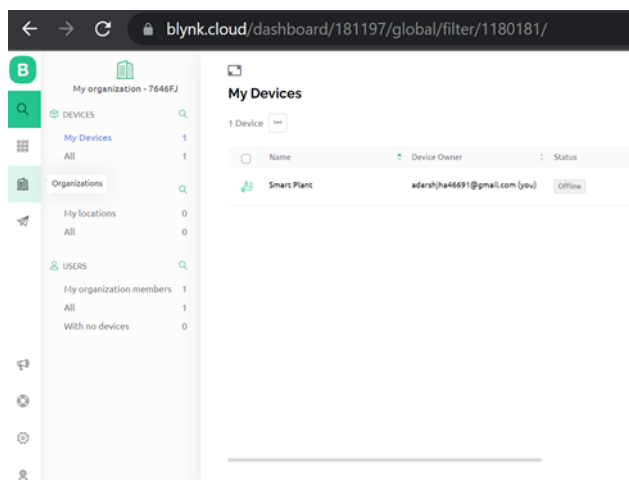 blynk.cloud/dashboard/181197/global/filter/1180181/
B
My organization - 7646FJ
DEVICES
My Devices 1
All 1
Organizations
My locations 0
All 0
USERS
My organization members 1
All 1
With no devices 0
My Devices
1 Device
Name Device Owner Status
Smart Plant adarshjha46691@gmail.com (you) Offline